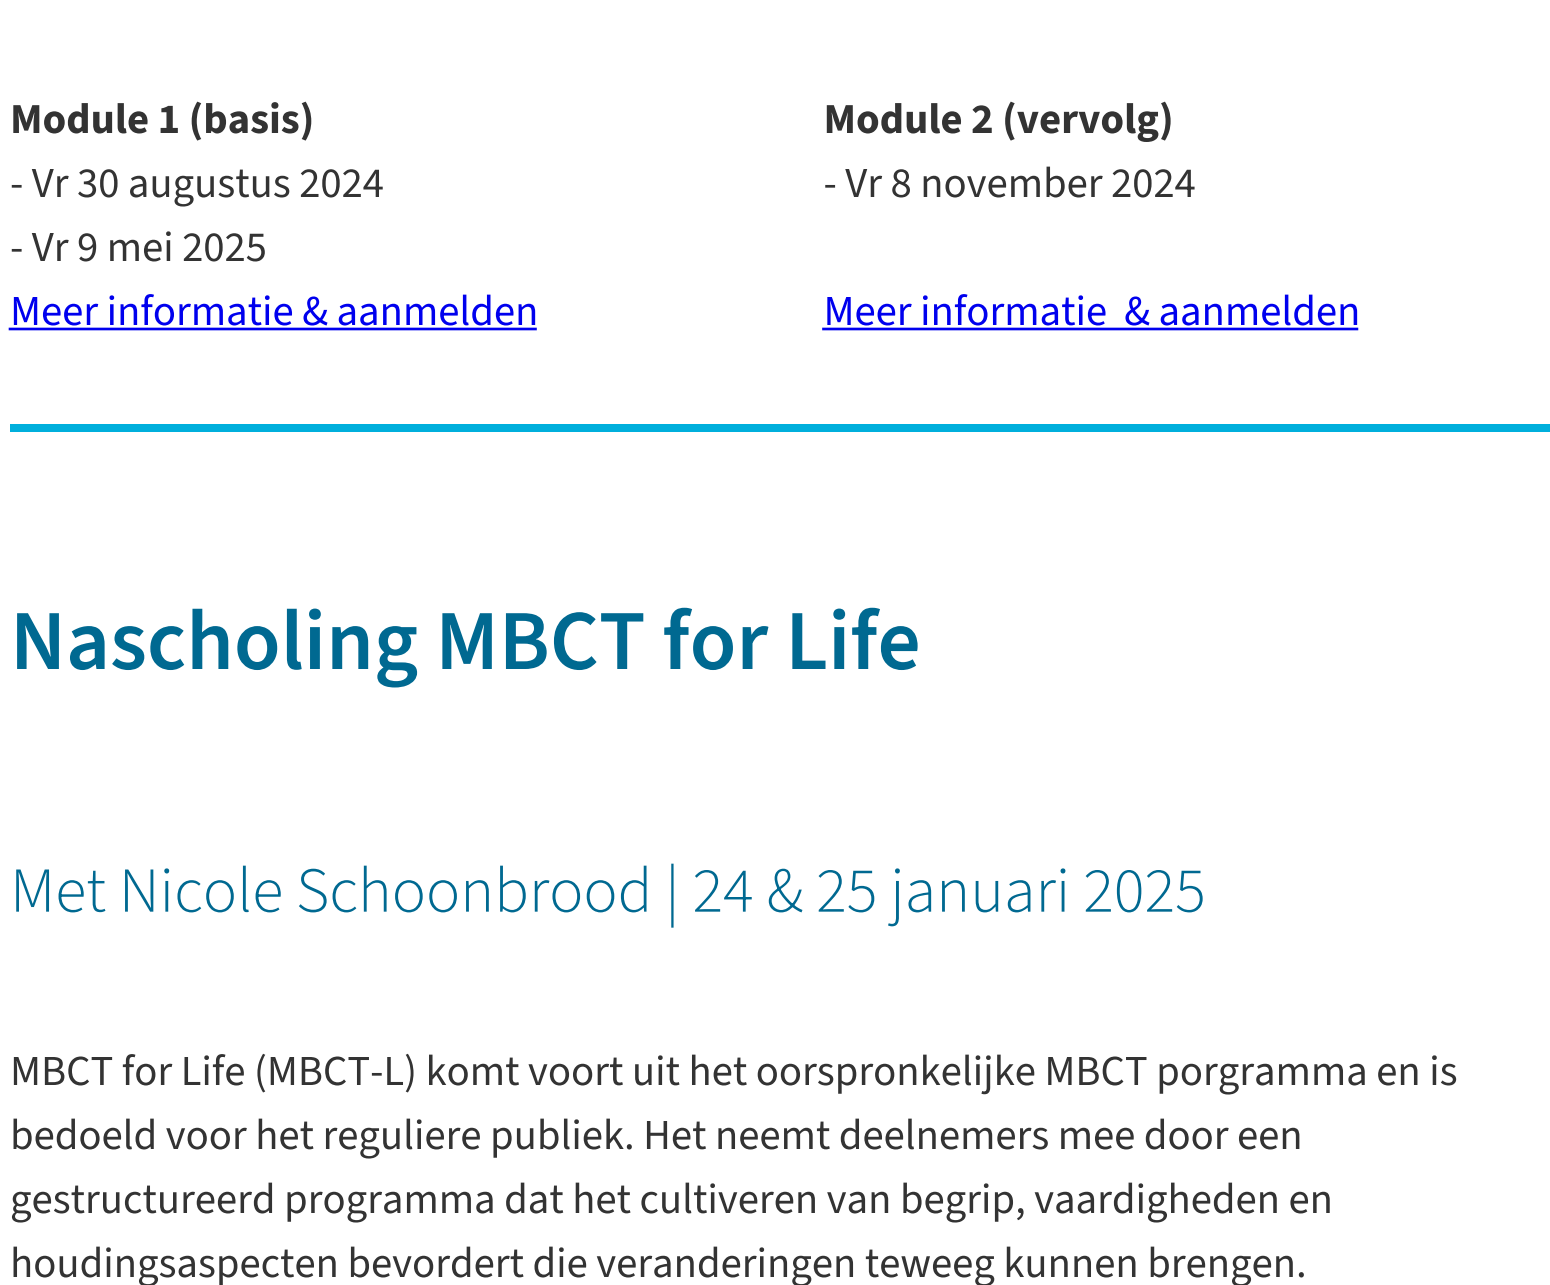 Module 1 (basis)
- Vr 30 augustus 2024
- Vr 9 mei 2025
Meer informatie & aanmelden
Module 2 (vervolg)
- Vr 8 november 2024
Meer informatie  & aanmelden
Nascholing MBCT for Life
Met Nicole Schoonbrood | 24 & 25 januari 2025
MBCT for Life (MBCT-L) komt voort uit het oorspronkelijke MBCT porgramma en is
bedoeld voor het reguliere publiek. Het neemt deelnemers mee door een
gestructureerd programma dat het cultiveren van begrip, vaardigheden en
houdingsaspecten bevordert die veranderingen teweeg kunnen brengen.